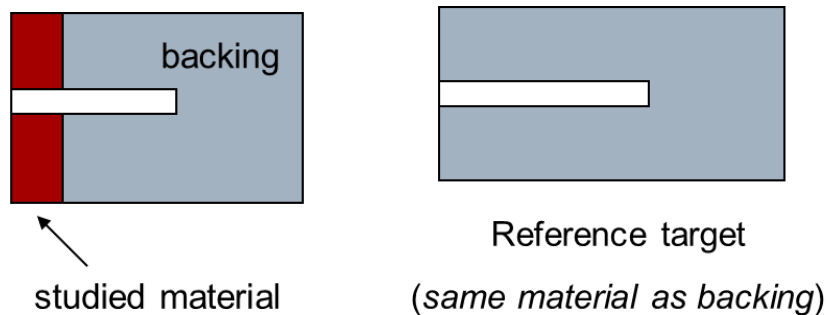 backing
studied material
Reference target
(same material as backing)